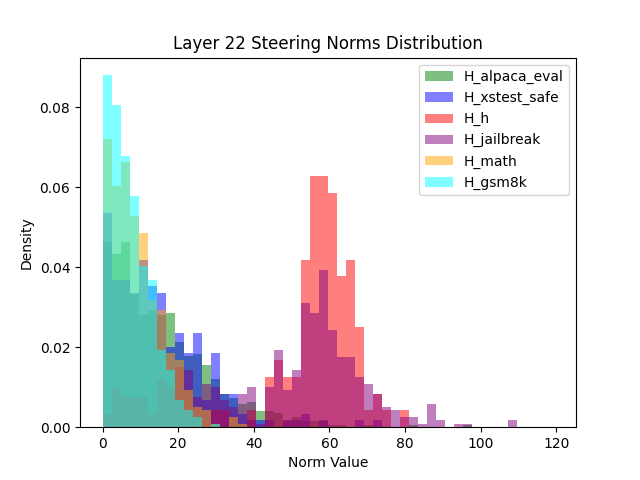 Layer 22 Steering Norms Distribution
H_alpaca_eval
H_xstest_safe
H_h
H_jailbreak
H_math
H_gsm8k
Density
0.08
0.06
0.04
0.02
0.00
0 20 40 60 80 100 120
Norm Value